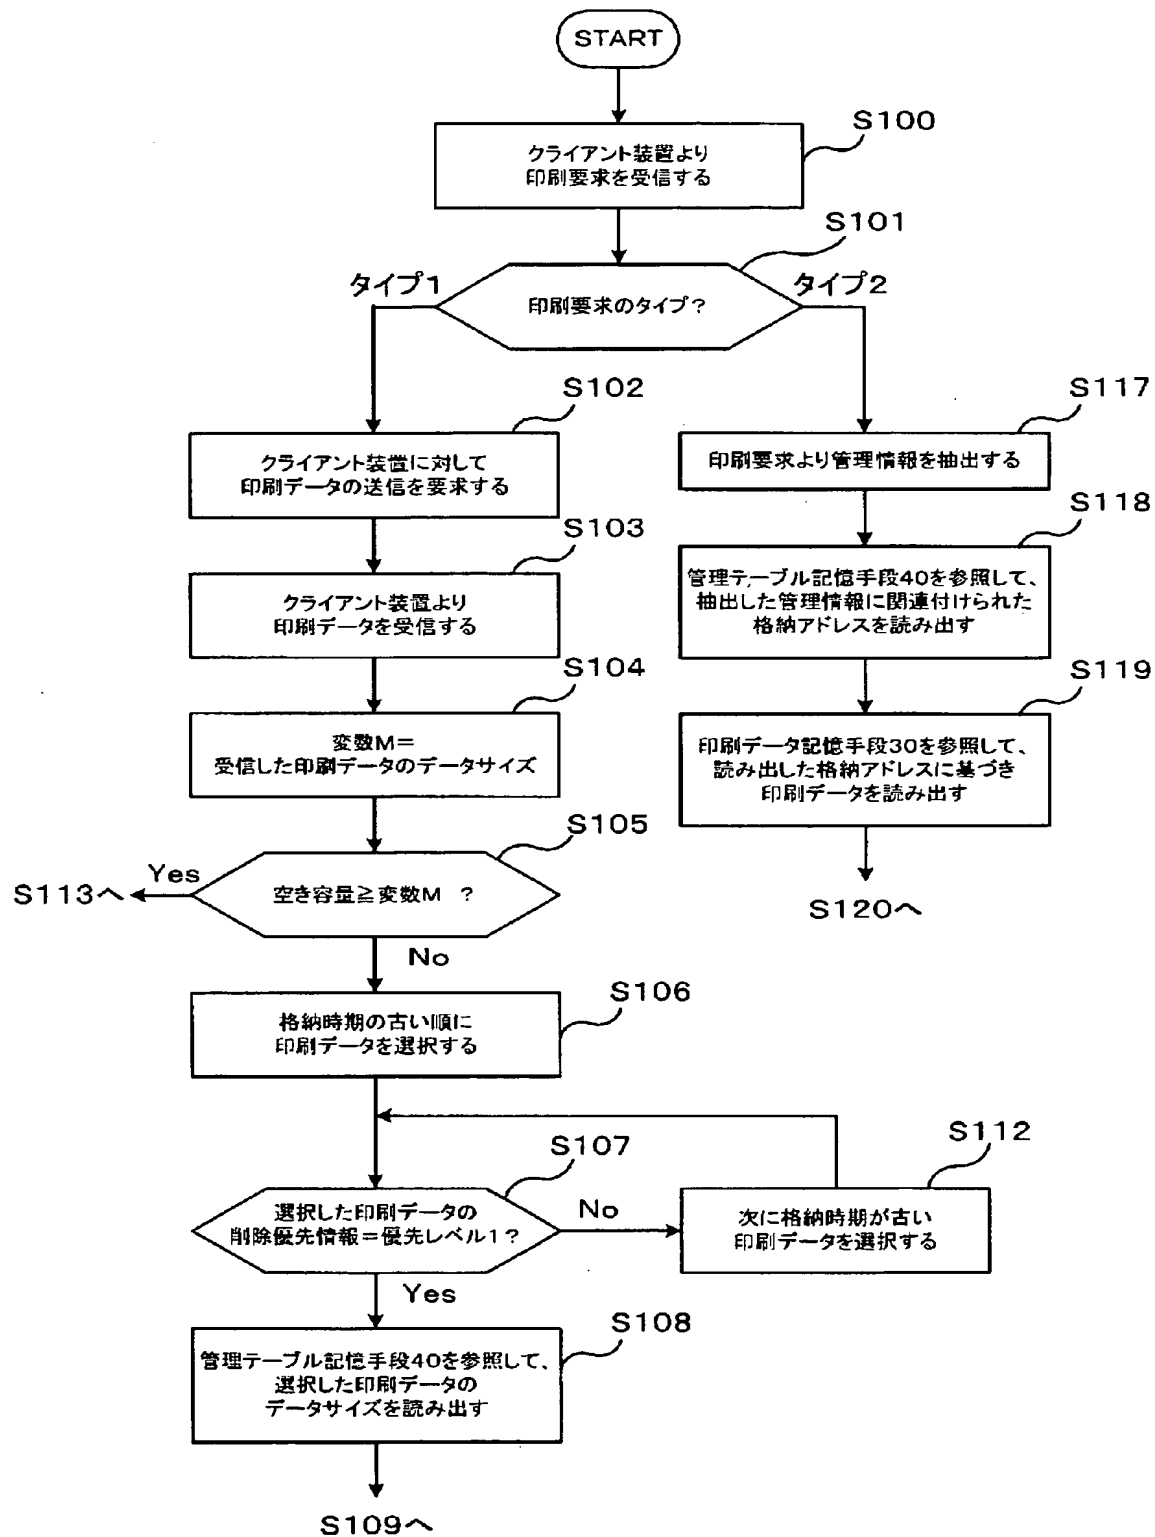 START
S100
クライアント装置より
印刷要求を受信する
S101
タイプ1
印刷要求のタイプ?
タイプ2
S102
クライアント装置に対して
印刷データの送信を要求する
S103
クライアント装置より
印刷データを受信する
S104
変数M=
受信した印刷データのデータサイズ
S105
空き容量≧変数M ?
Yes
S113へ
No
S106
格納時期の古い順に
印刷データを選択する
S107
選択した印刷データの
削除優先情報=優先レベル1?
No
S112
次に格納時期が古い
印刷データを選択する
Yes
S108
管理テーブル記憶手段40を参照して、
選択した印刷データの
データサイズを読み出す
S109へ
S117
印刷要求より管理情報を抽出する
S118
管理テーブル記憶手段40を参照して、
抽出した管理情報に関連付けられた
格納アドレスを読み出す
S119
印刷データ記憶手段30を参照して、
読み出した格納アドレスに基づき
印刷データを読み出す
S120へ